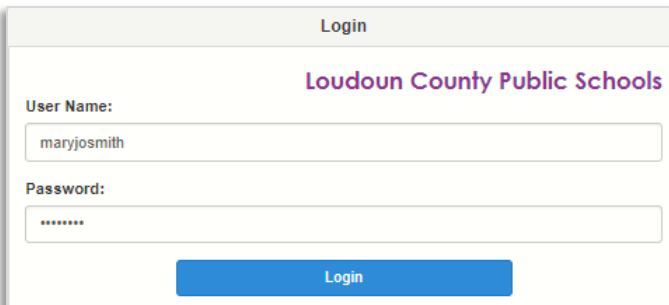 Login
Loudoun County Public Schools
User Name:
maryjosmith
Password:
••••••••
Login